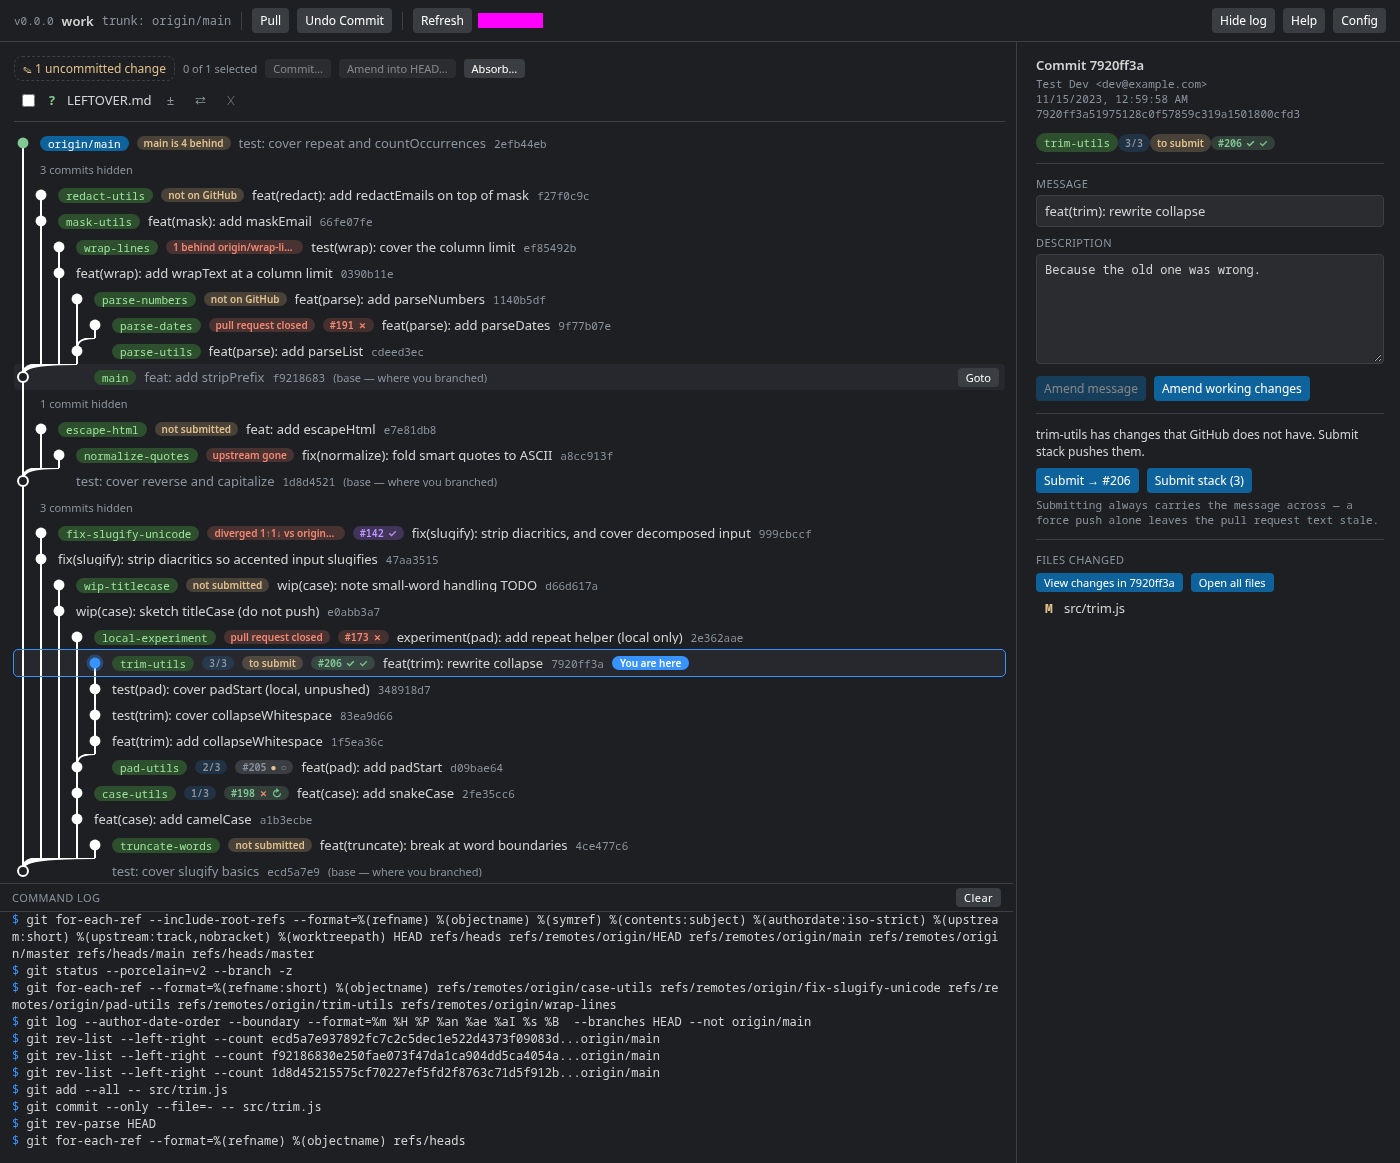 v0.0.0 work trunk: origin/main Pull Undo Commit Refresh Hide log Help Config
✎ 1 uncommitted change 0 of 1 selected Commit... Amend into HEAD... Absorb...
? LEFTOVER.md ± ⇄ X
origin/main main is 4 behind test: cover repeat and countOccurrences 2efb44eb
3 commits hidden
redact-utils not on GitHub feat(redact): add redactEmails on top of mask f27f0c9c
mask-utils feat(mask): add maskEmail 66fe07fe
wrap-lines 1 behind origin/wrap-li... test(wrap): cover the column limit ef85492b
feat(wrap): add wrapText at a column limit 0390b11e
parse-numbers not on GitHub feat(parse): add parseNumbers 1140b5df
parse-dates pull request closed #191 × feat(parse): add parseDates 9f77b07e
parse-utils feat(parse): add parseList cdeed3ec
main feat: add stripPrefix f9218683 (base — where you branched) Goto
1 commit hidden
escape-html not submitted feat: add escapeHtml e7e81db8
normalize-quotes upstream gone fix(normalize): fold smart quotes to ASCII a8cc913f
test: cover reverse and capitalize 1d8d4521 (base — where you branched)
3 commits hidden
fix-slugify-unicode diverged 1↑1↓ vs origin... #142 ✓ fix(slugify): strip diacritics, and cover decomposed input 999cbccf
fix(slugify): strip diacritics so accented input slugifies 47aa3515
wip-titlecase not submitted wip(case): note small-word handling TODO d66d617a
wip(case): sketch titleCase (do not push) e0abb3a7
local-experiment pull request closed #173 × experiment(pad): add repeat helper (local only) 2e362aae
trim-utils 3/3 to submit #206 ✓ ✓ feat(trim): rewrite collapse 7920ff3a You are here
test(pad): cover padStart (local, unpushed) 348918d7
test(trim): cover collapseWhitespace 83ea9d66
feat(trim): add collapseWhitespace 1f5ea36c
pad-utils 2/3 #205 ● ○ feat(pad): add padStart d09bae64
case-utils 1/3 #198 × feat(case): add snakeCase 2fe35cc6
feat(case): add camelCase a1b3ecbe
truncate-words not submitted feat(truncate): break at word boundaries 4ce477c6
test: cover slugify basics ecd5a7e9 (base — where you branched)
COMMAND LOG Clear
$ git for-each-ref --include-root-refs --format=%(refname) %(objectname) %(symref) %(contents:subject) %(authordate:iso-strict) %(upstrea
m:short) %(upstream:track,nobracket) %(worktreepath) HEAD refs/heads refs/remotes/origin/HEAD refs/remotes/origin/main refs/remotes/origi
n/master refs/heads/main refs/heads/master
$ git status --porcelain=v2 --branch -z
$ git for-each-ref --format=%(refname:short) %(objectname) refs/remotes/origin/case-utils refs/remotes/origin/fix-slugify-unicode refs/re
motes/origin/pad-utils refs/remotes/origin/trim-utils refs/remotes/origin/wrap-lines
$ git log --author-date-order --boundary --format=%m %H %P %an %ae %aI %s %B --branches HEAD --not origin/main
$ git rev-list --left-right --count ecd5a7e937892fc7c2c5dec1e522d4373f09083d...origin/main
$ git rev-list --left-right --count f92186830e250fae073f47da1ca904dd5ca4054a...origin/main
$ git rev-list --left-right --count 1d8d45215575cf70227ef5fd2f8763c71d5f912b...origin/main
$ git add --all -- src/trim.js
$ git commit --only --file=- -- src/trim.js
$ git rev-parse HEAD
$ git for-each-ref --format=%(refname) %(objectname) refs/heads
Commit 7920ff3a
Test Dev <dev@example.com>
11/15/2023, 12:59:58 AM
7920ff3a51975128c0f57859c319a1501800cfd3
trim-utils 3/3 to submit #206 ✓ ✓
MESSAGE
feat(trim): rewrite collapse
DESCRIPTION
Because the old one was wrong.
Amend message Amend working changes
trim-utils has changes that GitHub does not have. Submit
stack pushes them.
Submit → #206 Submit stack (3)
Submitting always carries the message across — a
force push alone leaves the pull request text stale.
FILES CHANGED
View changes in 7920ff3a Open all files
M src/trim.js